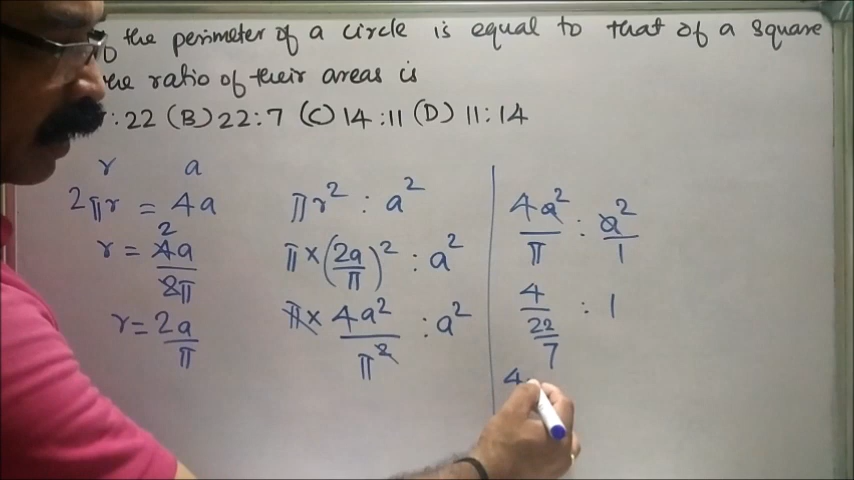 the perimeter of a circle is equal to that of a square
the ratio of their areas is
: 22 (B) 22 : 7 (C) 14 : 11 (D) 11 : 14
r a
2πr = 4a
r = 4a/2π 2
r = 2a/π
πr² : a²
π × (2a/π)² : a²
π × 4a²/π² : a²
4a²/π : a²/1
4/22/7 : 1
4